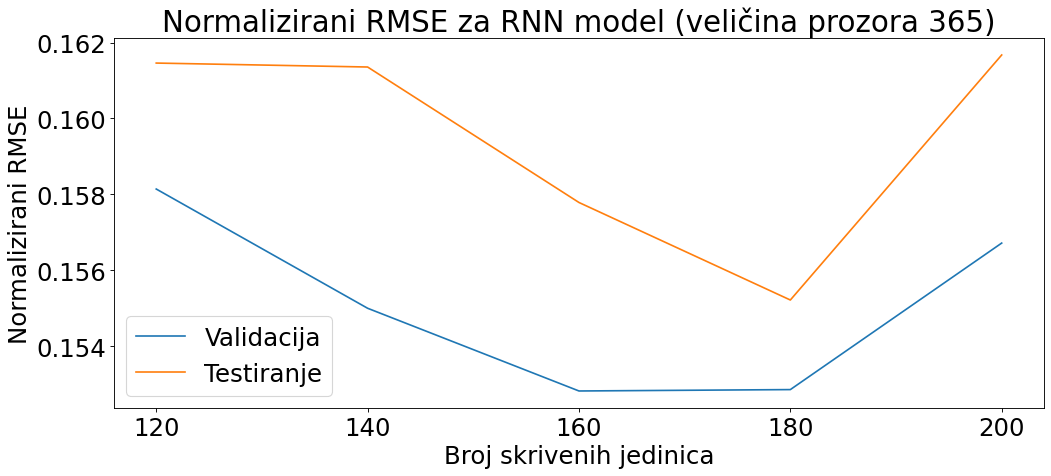 Normalizirani RMSE za RNN model (veličina prozora 365)
Normalizirani RMSE
0.162
0.160
0.158
0.156
0.154
Validacija
Testiranje
120 140 160 180 200
Broj skrivenih jedinica